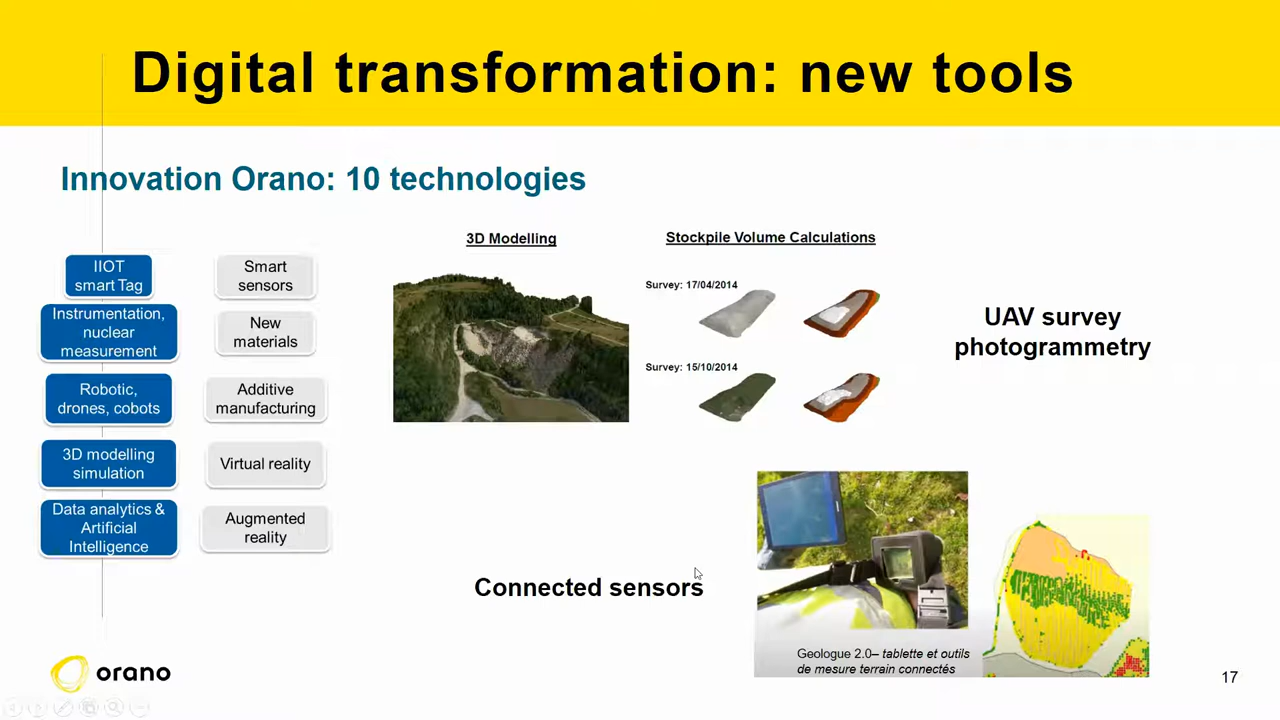 Digital transformation: new tools
Innovation Orano: 10 technologies
IIOT
smart Tag
Instrumentation,
nuclear
measurement
Robotic,
drones, cobots
3D modelling
simulation
Data analytics &
Artificial
Intelligence
Smart
sensors
New
materials
Additive
manufacturing
Virtual reality
Augmented
reality
3D Modelling
Stockpile Volume Calculations
Survey: 17/04/2014
Survey: 15/10/2014
UAV survey
photogrammetry
Connected sensors
Geologue 2.0– tablette et outils
de mesure terrain connectés
orano
17